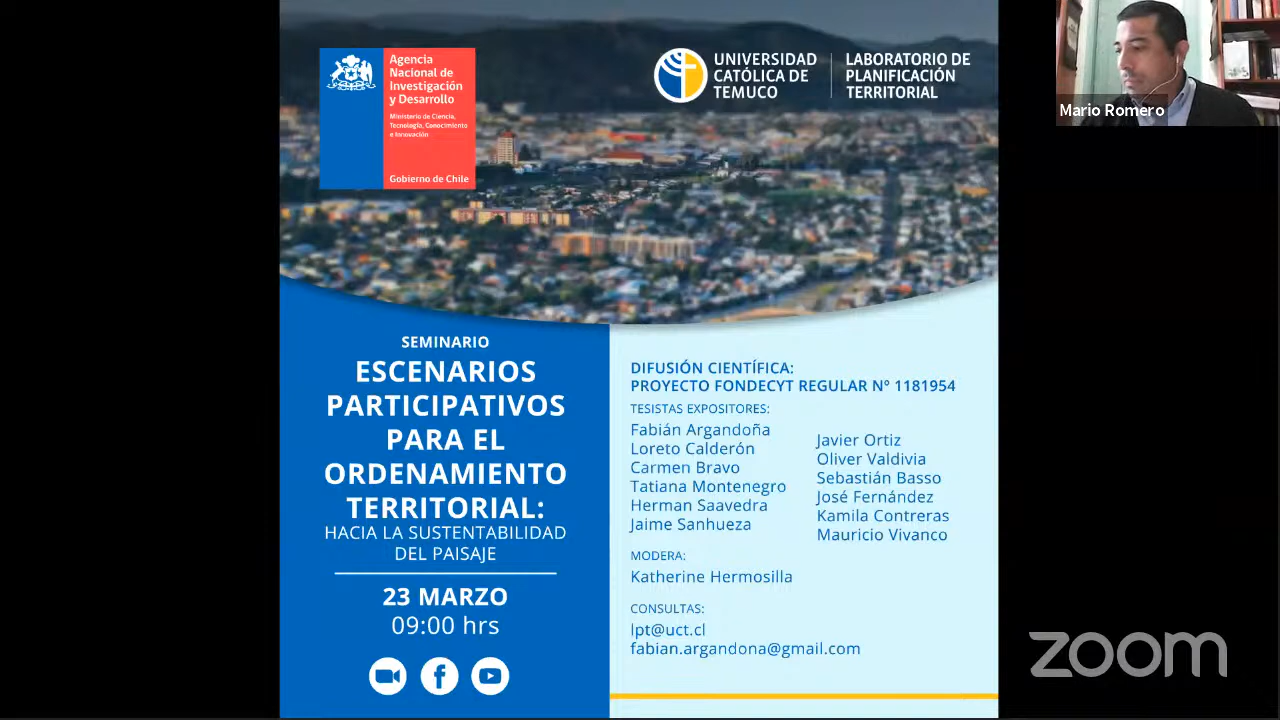 Agencia
Nacional de
Investigación
y Desarrollo
Ministerio de Ciencia,
Tecnología, Conocimiento
e Innovación
Gobierno de Chile
UNIVERSIDAD
CATÓLICA DE
TEMUCO
LABORATORIO DE
PLANIFICACIÓN
TERRITORIAL
Mario Romero
SEMINARIO
ESCENARIOS
PARTICIPATIVOS
PARA EL
ORDENAMIENTO
TERRITORIAL:
HACIA LA SUSTENTABILIDAD
DEL PAISAJE
23 MARZO
09:00 hrs
DIFUSIÓN CIENTÍFICA:
PROYECTO FONDECYT REGULAR Nº 1181954
TESISTAS EXPOSITORES:
Fabián Argandoña
Loreto Calderón
Carmen Bravo
Tatiana Montenegro
Herman Saavedra
Jaime Sanhueza
Javier Ortiz
Oliver Valdivia
Sebastián Basso
José Fernández
Kamila Contreras
Mauricio Vivanco
MODERA:
Katherine Hermosilla
CONSULTAS:
lpt@uct.cl
fabian.argandona@gmail.com
zoom